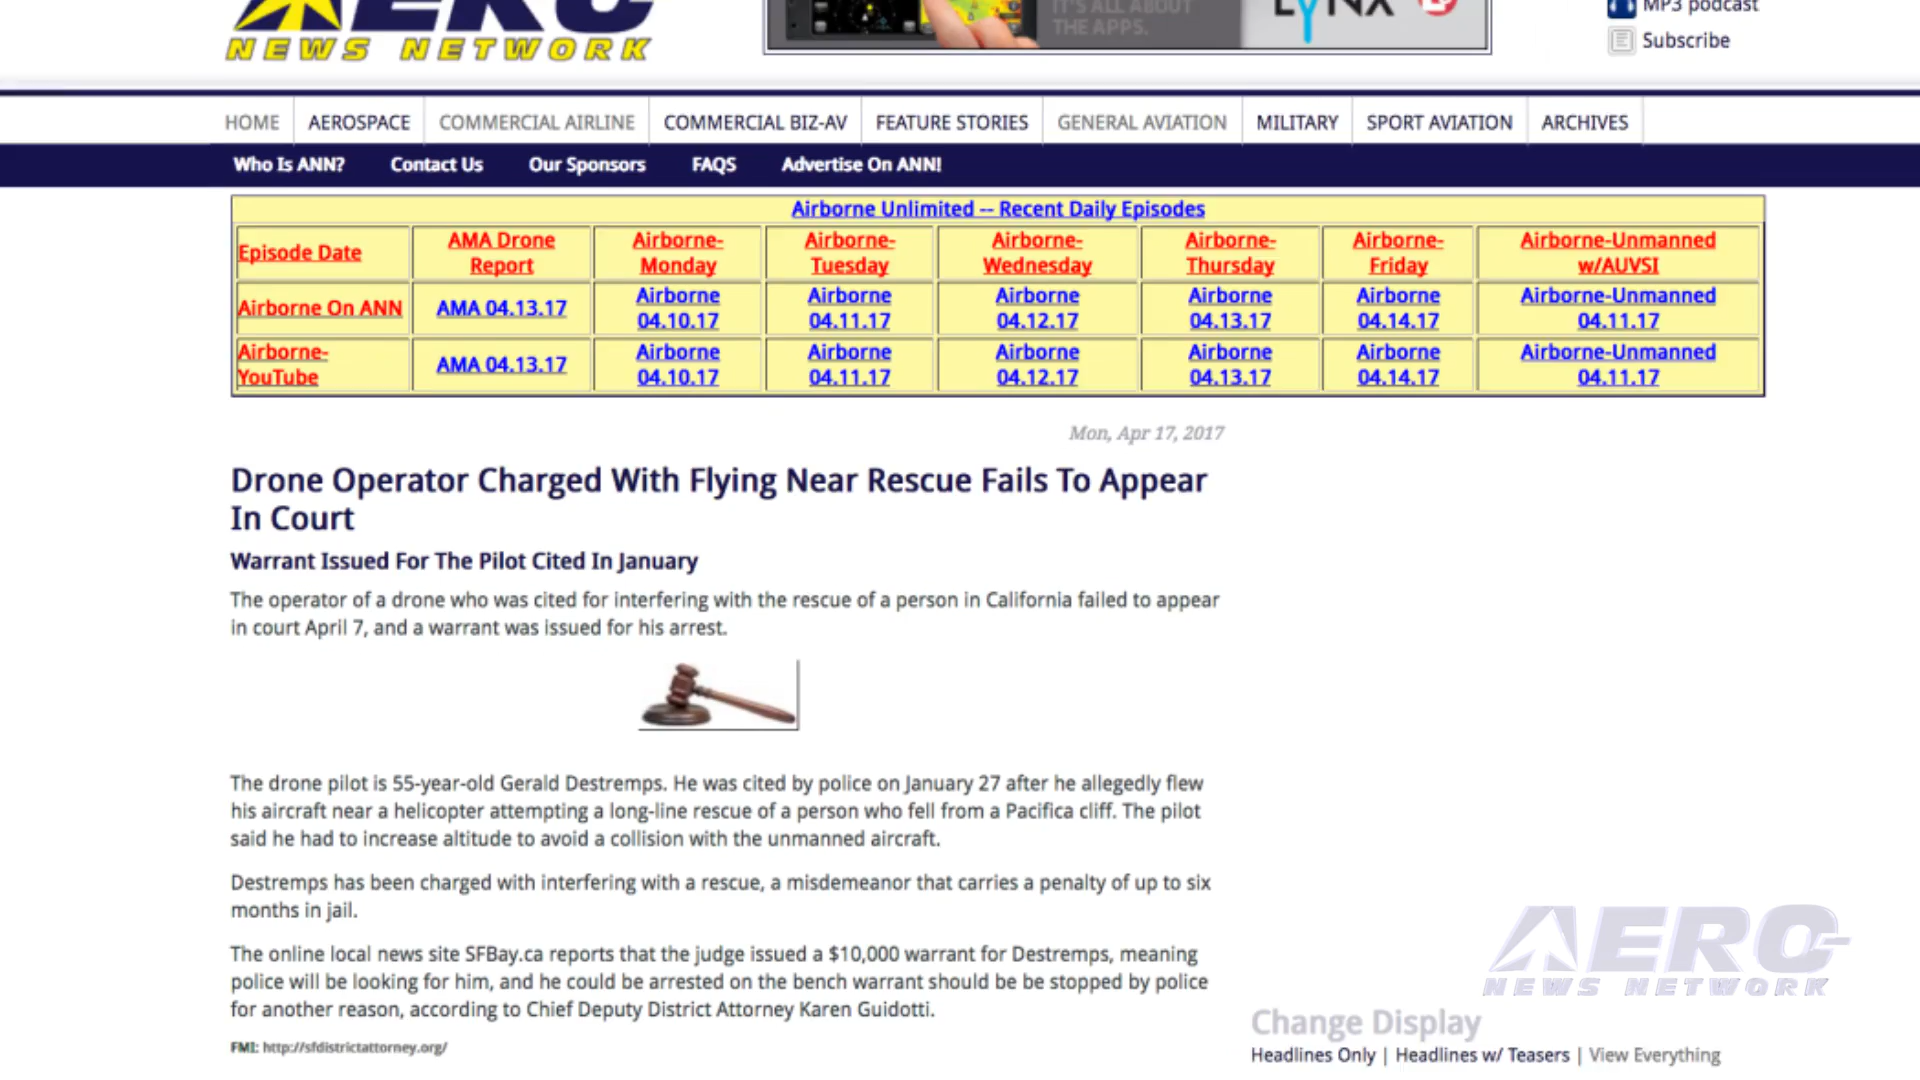 AERO
NEWS NETWORK
IT'S ALL ABOUT
THE APPS.
LYNX
MP3 podcast
Subscribe
HOME AEROSPACE COMMERCIAL AIRLINE COMMERCIAL BIZ-AV FEATURE STORIES GENERAL AVIATION MILITARY SPORT AVIATION ARCHIVES
Who Is ANN? Contact Us Our Sponsors FAQS Advertise On ANN!
Airborne Unlimited -- Recent Daily Episodes
Episode Date AMA Drone Report Airborne-Monday Airborne-Tuesday Airborne-Wednesday Airborne-Thursday Airborne-Friday Airborne-Unmanned w/AUVSI
Airborne On ANN AMA 04.13.17 Airborne 04.10.17 Airborne 04.11.17 Airborne 04.12.17 Airborne 04.13.17 Airborne 04.14.17 Airborne-Unmanned 04.11.17
Airborne-YouTube AMA 04.13.17 Airborne 04.10.17 Airborne 04.11.17 Airborne 04.12.17 Airborne 04.13.17 Airborne 04.14.17 Airborne-Unmanned 04.11.17
Mon, Apr 17, 2017
Drone Operator Charged With Flying Near Rescue Fails To Appear
In Court
Warrant Issued For The Pilot Cited In January
The operator of a drone who was cited for interfering with the rescue of a person in California failed to appear
in court April 7, and a warrant was issued for his arrest.
The drone pilot is 55-year-old Gerald Destremps. He was cited by police on January 27 after he allegedly flew
his aircraft near a helicopter attempting a long-line rescue of a person who fell from a Pacifica cliff. The pilot
said he had to increase altitude to avoid a collision with the unmanned aircraft.
Destremps has been charged with interfering with a rescue, a misdemeanor that carries a penalty of up to six
months in jail.
The online local news site SFBay.ca reports that the judge issued a $10,000 warrant for Destremps, meaning
police will be looking for him, and he could be arrested on the bench warrant should be be stopped by police
for another reason, according to Chief Deputy District Attorney Karen Guidotti.
FMI: http://sfdistrictattorney.org/
AERO
NEWS NETWORK
Change Display
Headlines Only | Headlines w/ Teasers | View Everything